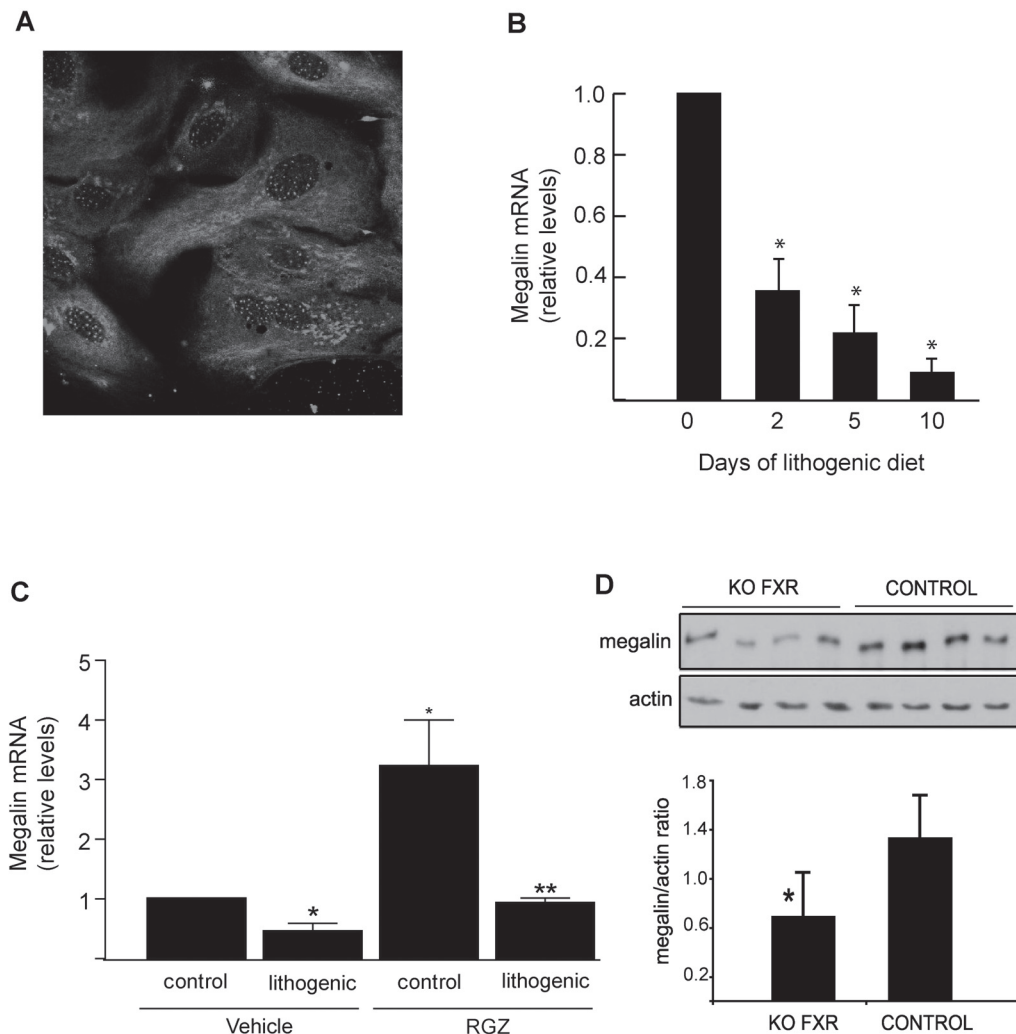 A
B
Megalin mRNA
(relative levels)
1.0
0.8
0.6
0.4
0.2
*
*
*
0
2
5
10
Days of lithogenic diet
C
Megalin mRNA
(relative levels)
5
4
3
2
1
*
*
**
control
lithogenic
control
lithogenic
Vehicle
RGZ
D
KO FXR
CONTROL
megalin
actin
megalin/actin ratio
1.8
1.4
1.0
0.6
0.2
*
KO FXR
CONTROL